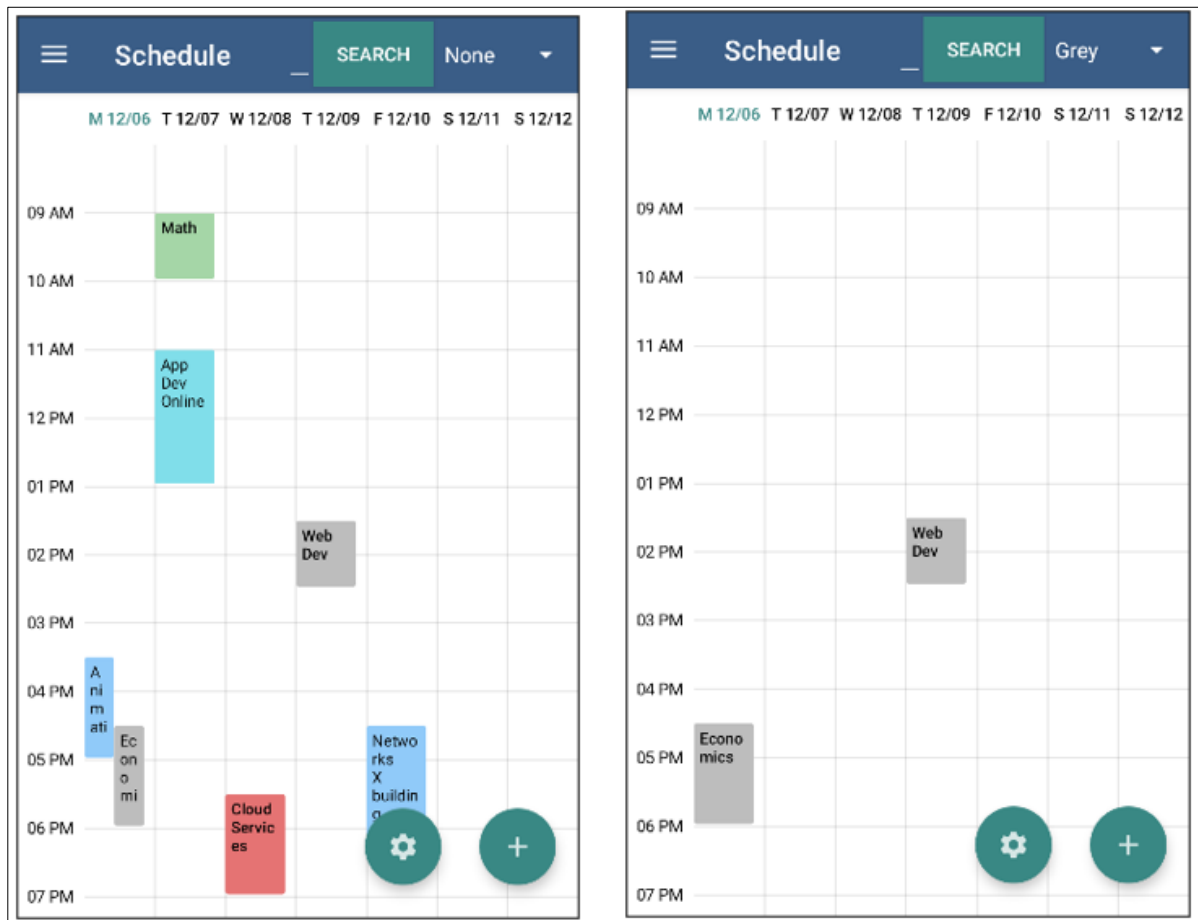 Schedule _ SEARCH None
M 12/06 T 12/07 W 12/08 T 12/09 F 12/10 S 12/11 S 12/12
09 AM
Math
10 AM
11 AM
App
Dev
Online
12 PM
01 PM
Web
Dev
02 PM
03 PM
A
ni
m
ati
04 PM
Ec
on
o
mi
Netwo
rks
X
buildin
g
05 PM
Cloud
Servic
es
06 PM
07 PM
Schedule _ SEARCH Grey
M 12/06 T 12/07 W 12/08 T 12/09 F 12/10 S 12/11 S 12/12
09 AM
10 AM
11 AM
12 PM
01 PM
Web
Dev
02 PM
03 PM
04 PM
Econo
mics
05 PM
06 PM
07 PM